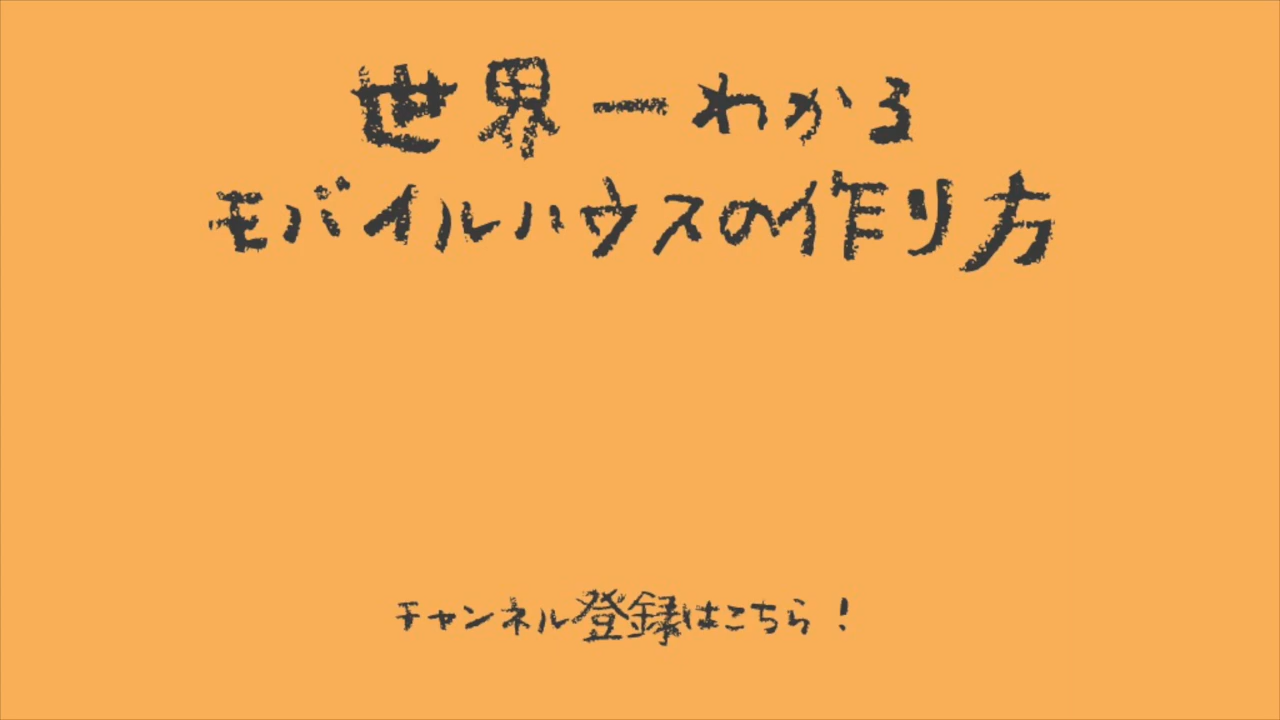 世界一わかる
モバイルハウスの作り方
チャンネル登録はこちら！